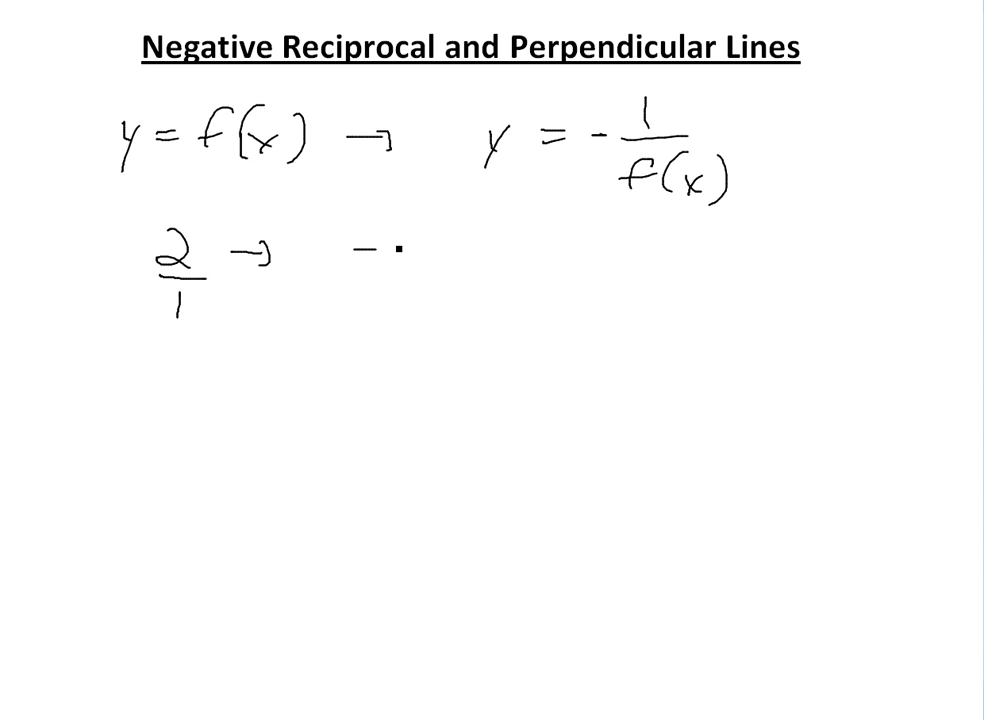 Negative Reciprocal and Perpendicular Lines
y = f(x) → y = - 1/f(x)
2/1 → - .